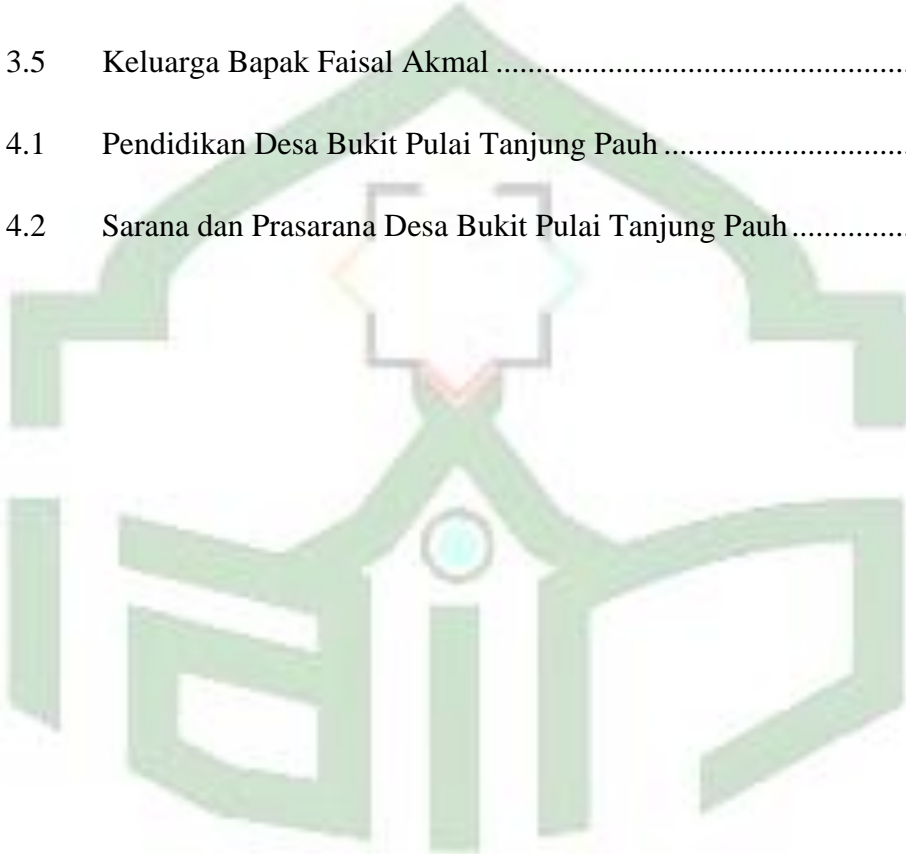 3.5 Keluarga Bapak Faisal Akmal ....................................................
4.1 Pendidikan Desa Bukit Pulai Tanjung Pauh ...............................
4.2 Sarana dan Prasarana Desa Bukit Pulai Tanjung Pauh ..............
iain